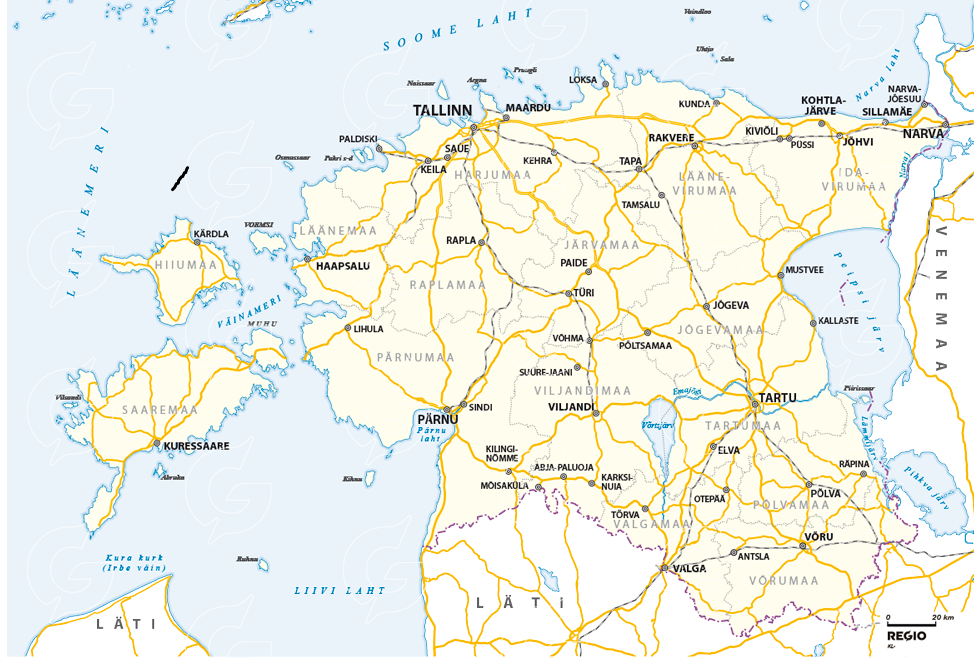 SOOME LAHT
Vaindloo
Uhtju
Sala
Prangli
Aegna
Naissaar
LOKSA
Narva laht
NARVA-
JÕESUU
KUNDA
KOHTLA-
JÄRVE
SILLAMÄE
TALLINN
MAARDU
NARVA
PALDISKI
SAUE
RAKVERE
KIVIÕLI
PÜSSI
JÕHVI
Osmussaar
Pakri s-d
KEILA
KEHRA
TAPA
Narva j
HARJUMAA
LÄÄNE-
VIRUMAA
IDA-
VIRUMAA
LÄÄNEMERI
TAMSALU
VORMSI
KÄRDLA
LÄÄNEMAA
RAPLA
JÄRVAMAA
VENEMAA
HIIUMAA
HAAPSALU
PAIDE
MUSTVEE
Peipsi järv
RAPLAMAA
TÜRI
VÄINAMERI
JÕGEVA
MUHU
LIHULA
KALLASTE
JÕGEVAMAA
VÕHMA
PÕLTSAMAA
PÄRNUMAA
SUURE-JAANI
VILJANDIMAA
Emajõgi
Piirissaar
Vilsandi
SAAREMAA
SINDI
VILJANDI
TARTU
PÄRNU
Pärnu
laht
Võrtsjärv
TARTUMAA
Lämmijärv
KURESSAARE
ELVA
KILINGI-
NÕMME
ABJA-PALUOJA
RÄPINA
Pihkva järv
Abruka
Kihnu
KARKSI-
NUIA
MÕISAKÜLA
OTEPÄÄ
PÕLVA
PÕLVAMAA
TÕRVA
VALGAMAA
VÕRU
Kura kurk
(Irbe väin)
Ruhnu
ANTSLA
VALGA
VÕRUMAA
LIIVI LAHT
LÄTI
LÄTI
0 20 km
REGIO
KL